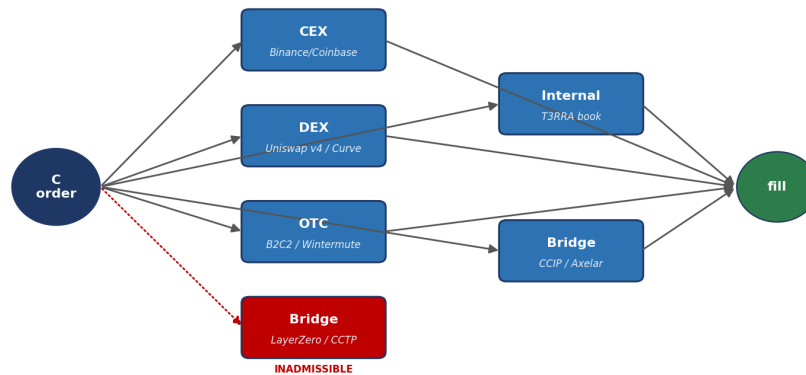 C
order
CEX
Binance/Coinbase
DEX
Uniswap v4 / Curve
OTC
B2C2 / Wintermute
Bridge
LayerZero / CCTP
INADMISSIBLE
Internal
T3RRA book
Bridge
CCIP / Axelar
fill